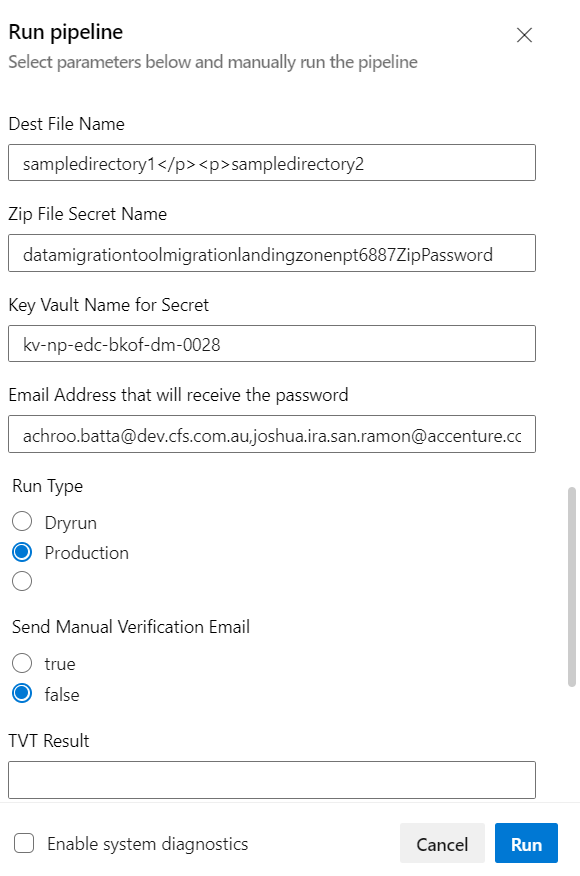 Run pipeline
Select parameters below and manually run the pipeline
Dest File Name
sampledirectory1</p><p>sampledirectory2
Zip File Secret Name
datamigrationtoolmigrationlandingzonenpt6887ZipPassword
Key Vault Name for Secret
kv-np-edc-bkof-dm-0028
Email Address that will receive the password
achroo.batta@dev.cfs.com.au,joshua.ira.san.ramon@accenture.cc
Run Type
Dryrun
Production
Send Manual Verification Email
true
false
TVT Result
Enable system diagnostics
Cancel
Run